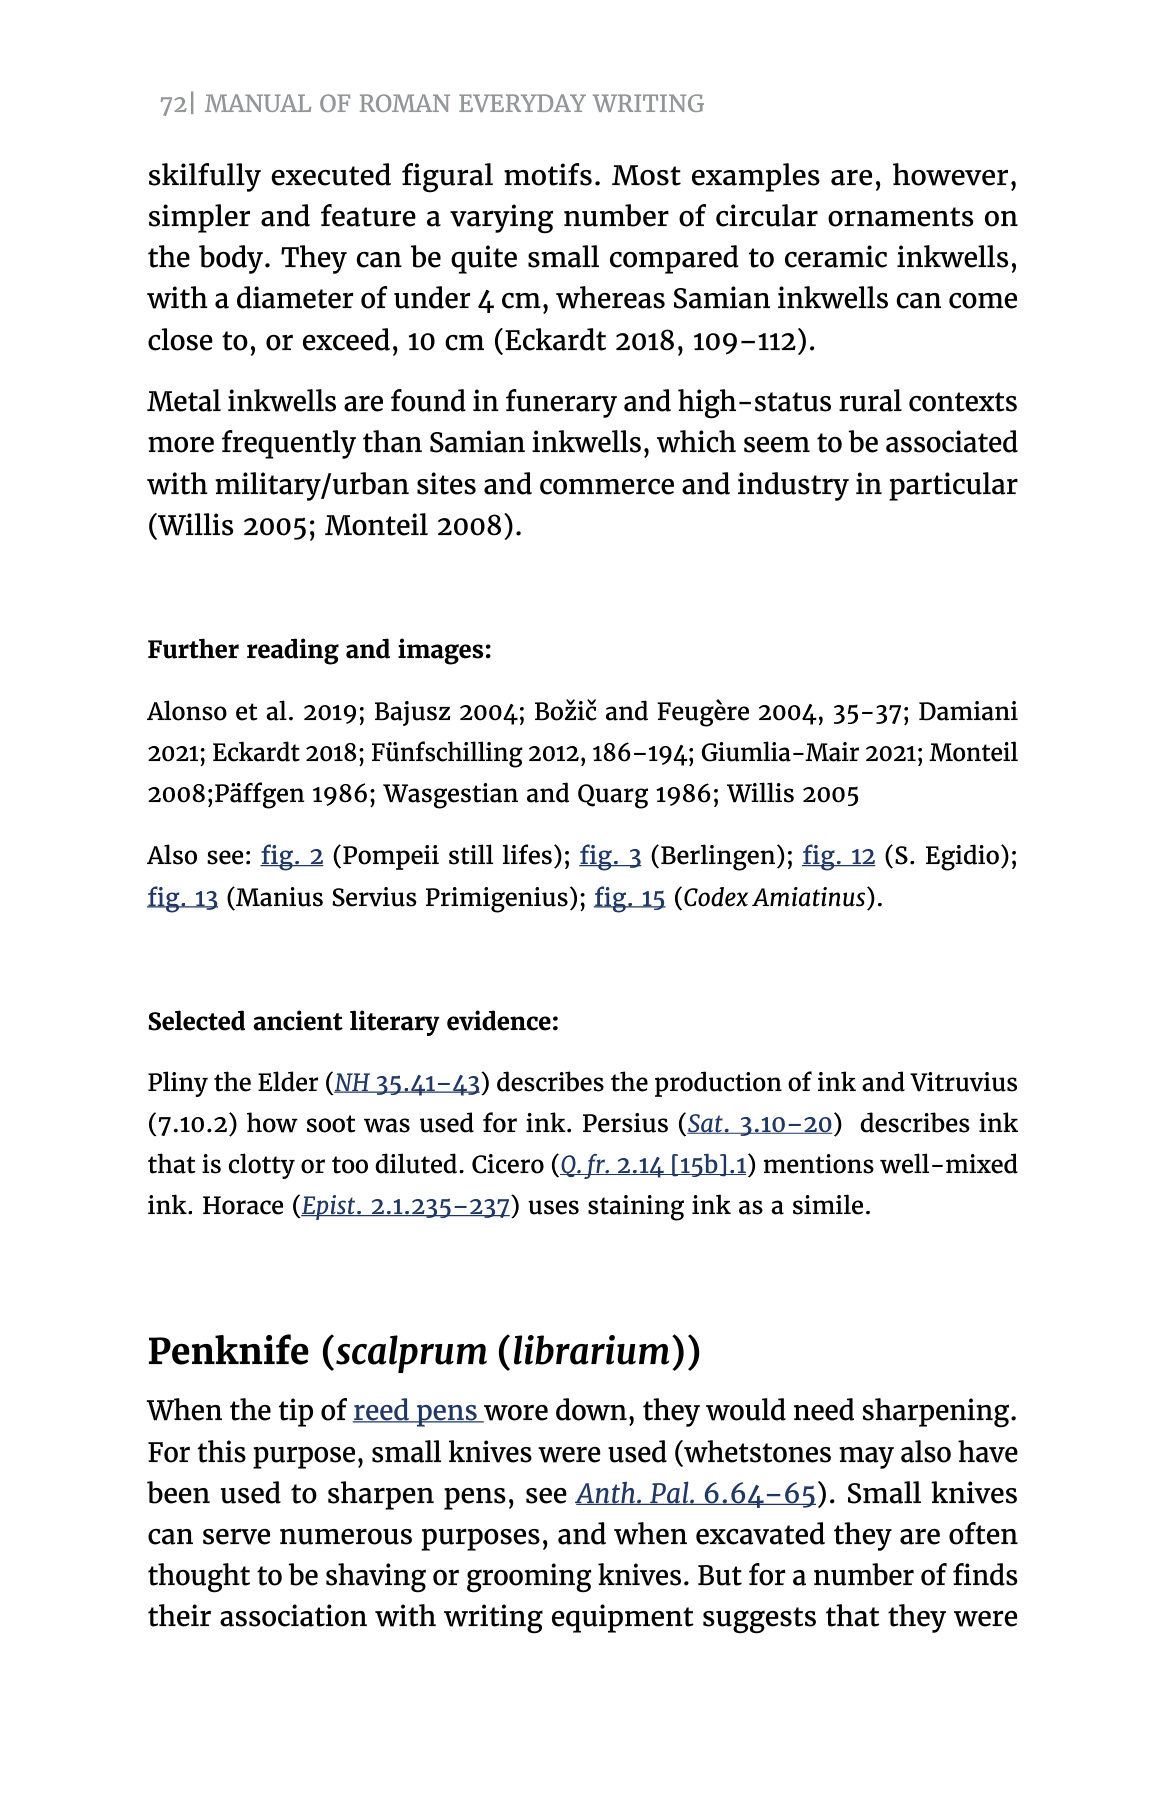 72| MANUAL OF ROMAN EVERYDAY WRITING
skilfully executed figural motifs. Most examples are, however,
simpler and feature a varying number of circular ornaments on
the body. They can be quite small compared to ceramic inkwells,
with a diameter of under 4 cm, whereas Samian inkwells can come
close to, or exceed, 10 cm (Eckardt 2018, 109–112).
Metal inkwells are found in funerary and high-status rural contexts
more frequently than Samian inkwells, which seem to be associated
with military/urban sites and commerce and industry in particular
(Willis 2005; Monteil 2008).
Further reading and images:
Alonso et al. 2019; Bajusz 2004; Božič and Feugère 2004, 35-37; Damiani
2021; Eckardt 2018; Fünfschilling 2012, 186–194; Giumlia-Mair 2021; Monteil
2008;Päffgen 1986; Wasgestian and Quarg 1986; Willis 2005
Also see: fig. 2 (Pompeii still lifes); fig. 3 (Berlingen); fig. 12 (S. Egidio);
fig. 13 (Manius Servius Primigenius); fig. 15 (Codex Amiatinus).
Selected ancient literary evidence:
Pliny the Elder (NH 35.41–43) describes the production of ink and Vitruvius
(7.10.2) how soot was used for ink. Persius (Sat. 3.10–20) describes ink
that is clotty or too diluted. Cicero (Q. fr. 2.14 [15b].1) mentions well-mixed
ink. Horace (Epist. 2.1.235–237) uses staining ink as a simile.
Penknife (scalprum (librarium))
When the tip of reed pens wore down, they would need sharpening.
For this purpose, small knives were used (whetstones may also have
been used to sharpen pens, see Anth. Pal. 6.64–65). Small knives
can serve numerous purposes, and when excavated they are often
thought to be shaving or grooming knives. But for a number of finds
their association with writing equipment suggests that they were